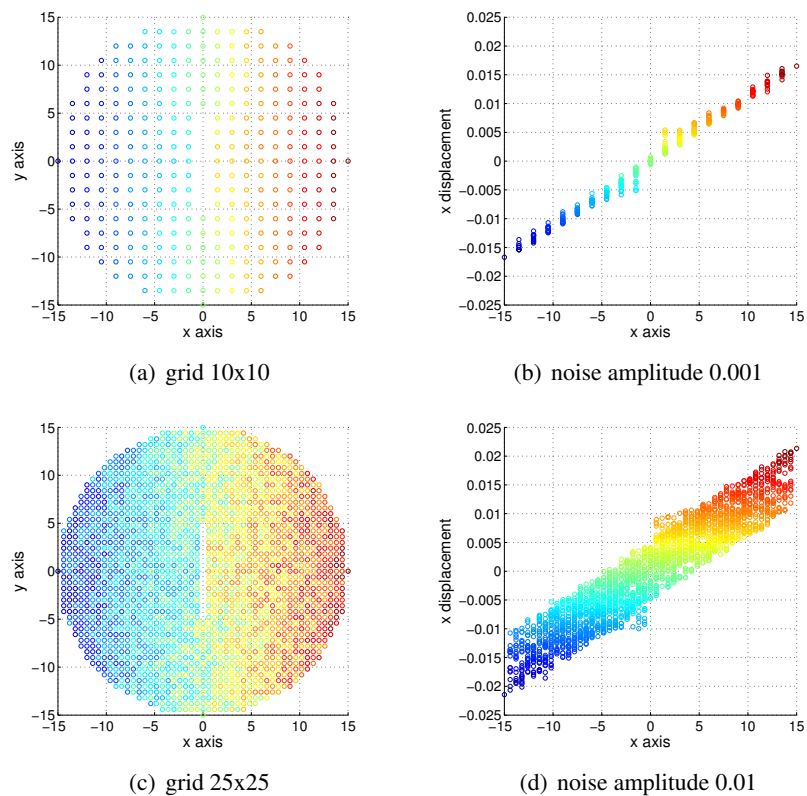 15
10
5
0
−5
−10
−15
−15 −10 −5 0 5 10 15
x axis
y axis
(a) grid 10x10
0.025
0.02
0.015
0.01
0.005
0
−0.005
−0.01
−0.015
−0.02
−0.025
−15 −10 −5 0 5 10 15
x axis
x displacement
(b) noise amplitude 0.001
15
10
5
0
−5
−10
−15
−15 −10 −5 0 5 10 15
x axis
y axis
(c) grid 25x25
0.025
0.02
0.015
0.01
0.005
0
−0.005
−0.01
−0.015
−0.02
−0.025
−15 −10 −5 0 5 10 15
x axis
x displacement
(d) noise amplitude 0.01